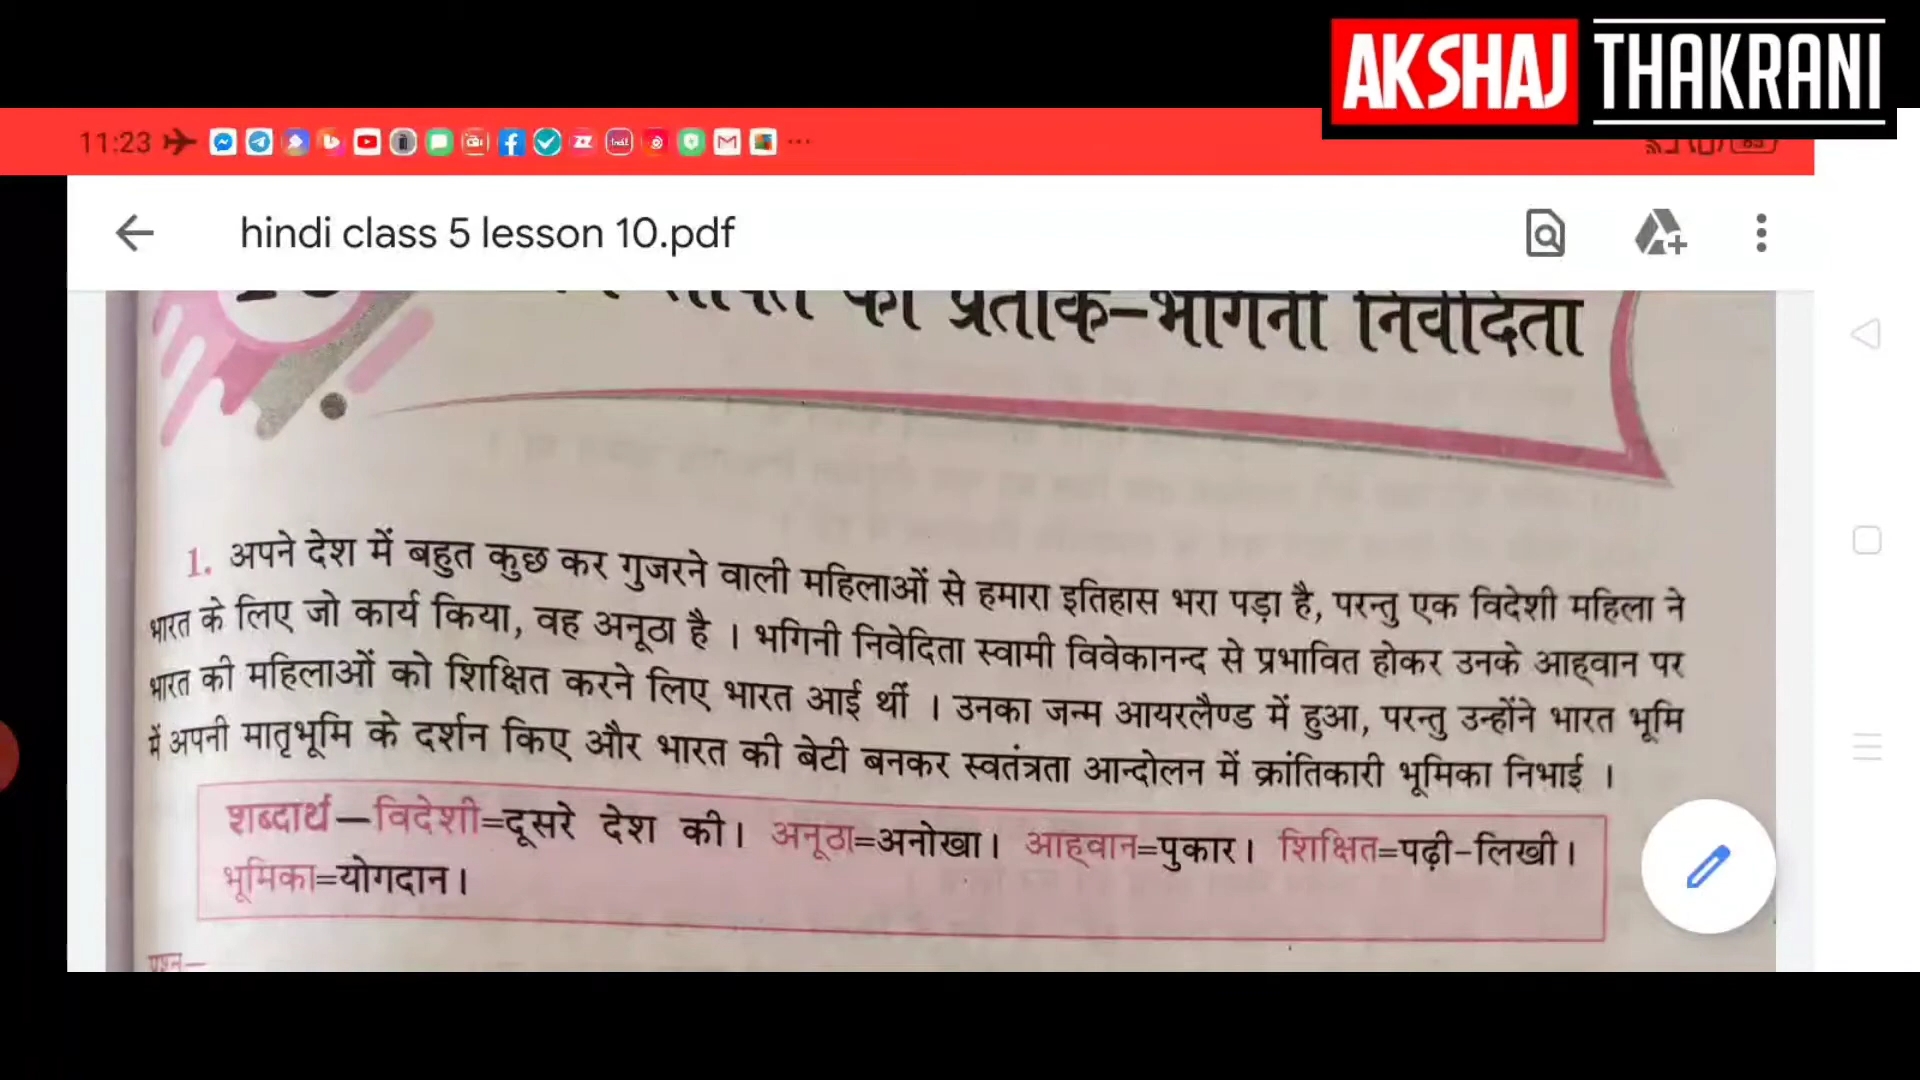 AKSHAJ THAKRANI
11:23
hindi class 5 lesson 10.pdf
की प्रतीक-भगिनी निवेदिता
1. अपने देश में बहुत कुछ कर गुजरने वाली महिलाओं से हमारा इतिहास भरा पड़ा है, परन्तु एक विदेशी महिला ने
भारत के लिए जो कार्य किया, वह अनूठा है । भगिनी निवेदिता स्वामी विवेकानन्द से प्रभावित होकर उनके आह्वान पर
भारत की महिलाओं को शिक्षित करने लिए भारत आई थीं । उनका जन्म आयरलैण्ड में हुआ, परन्तु उन्होंने भारत भूमि
में अपनी मातृभूमि के दर्शन किए और भारत की बेटी बनकर स्वतंत्रता आन्दोलन में क्रांतिकारी भूमिका निभाई ।
शब्दार्थ—विदेशी=दूसरे देश की। अनूठा=अनोखा। आह्वान=पुकार। शिक्षित=पढ़ी-लिखी।
भूमिका=योगदान।